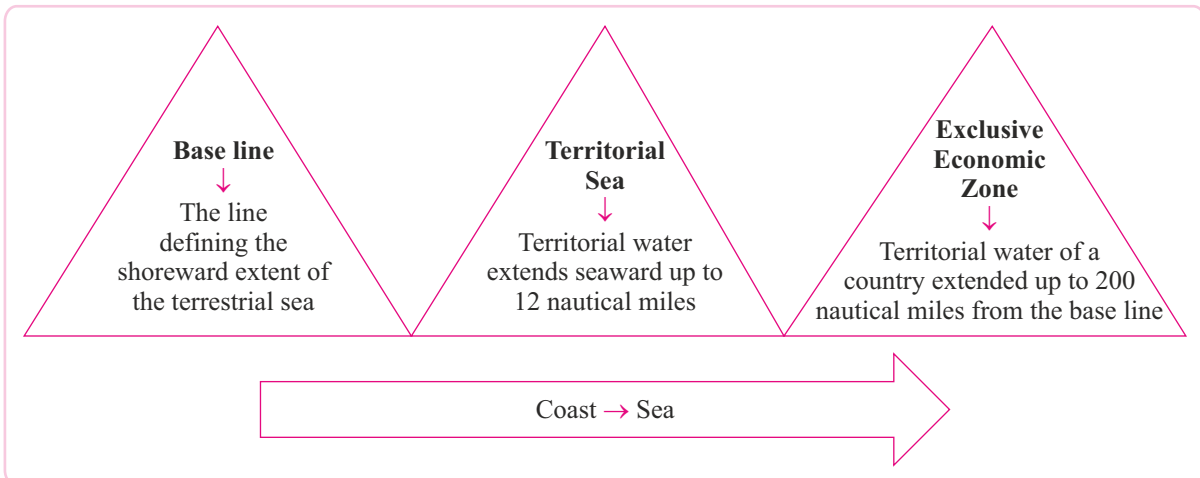 Base line
↓
The line
defining the
shoreward extent of
the terrestrial sea
Territorial
Sea
↓
Territorial water
extends seaward up to
12 nautical miles
Exclusive
Economic
Zone
↓
Territorial water of a
country extended up to 200
nautical miles from the base line
Coast → Sea